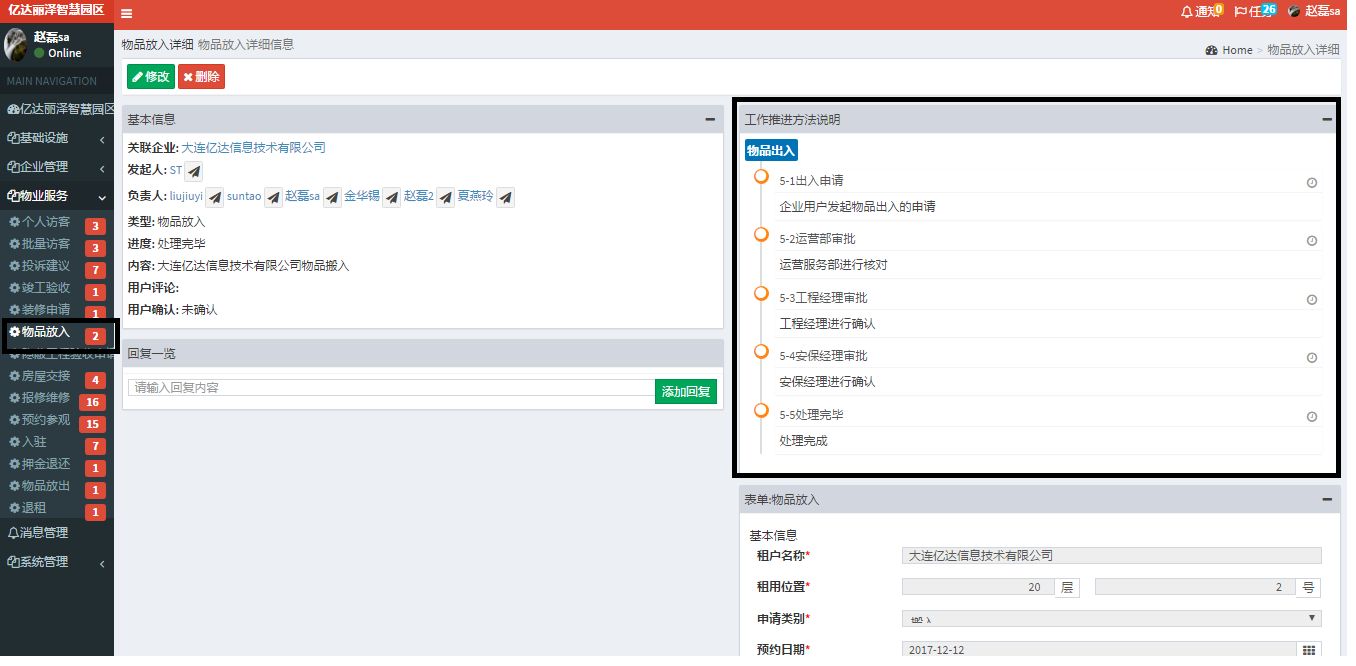 亿达丽泽智慧园区
通知 0
任务 26
赵磊sa
赵磊sa
Online
MAIN NAVIGATION
亿达丽泽智慧园区
基础设施
企业管理
物业服务
个人访客 3
批量访客 3
投诉建议 7
竣工验收 1
装修申请 1
物品放入 2
隐蔽工程验收申请
房屋交接 4
报修维修 16
预约参观 15
入驻 7
押金退还 1
物品放出 1
退租 1
消息管理
系统管理
物品放入详细 物品放入详细信息
Home > 物品放入详细
修改 删除
基本信息
关联企业: 大连亿达信息技术有限公司
发起人: ST
负责人: liujiuyi suntao 赵磊sa 金华锡 赵磊2 夏燕玲
类型: 物品放入
进度: 处理完毕
内容: 大连亿达信息技术有限公司物品搬入
用户评论:
用户确认: 未确认
回复一览
请输入回复内容 添加回复
工作推进方法说明
物品出入
5-1出入申请
企业用户发起物品出入的申请
5-2运营部审批
运营服务部进行核对
5-3工程经理审批
工程经理进行确认
5-4安保经理审批
安保经理进行确认
5-5处理完毕
处理完成
表单:物品放入
基本信息
租户名称* 大连亿达信息技术有限公司
租用位置* 20 层 2 号
申请类别*
预约日期* 2017-12-12